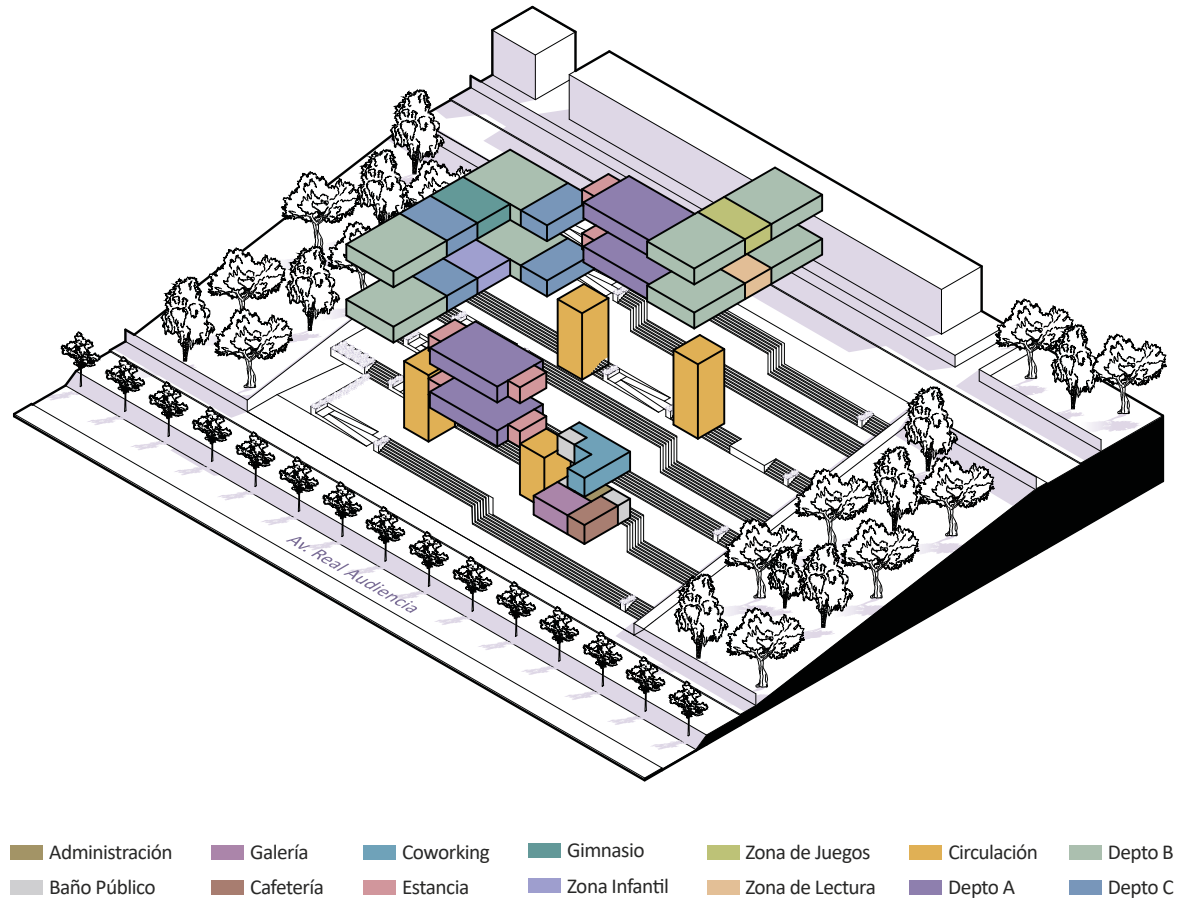 Av. Real Audiencia
Administración Galería Coworking Gimnasio Zona de Juegos Circulación Depto B
Baño Público Cafetería Estancia Zona Infantil Zona de Lectura Depto A Depto C